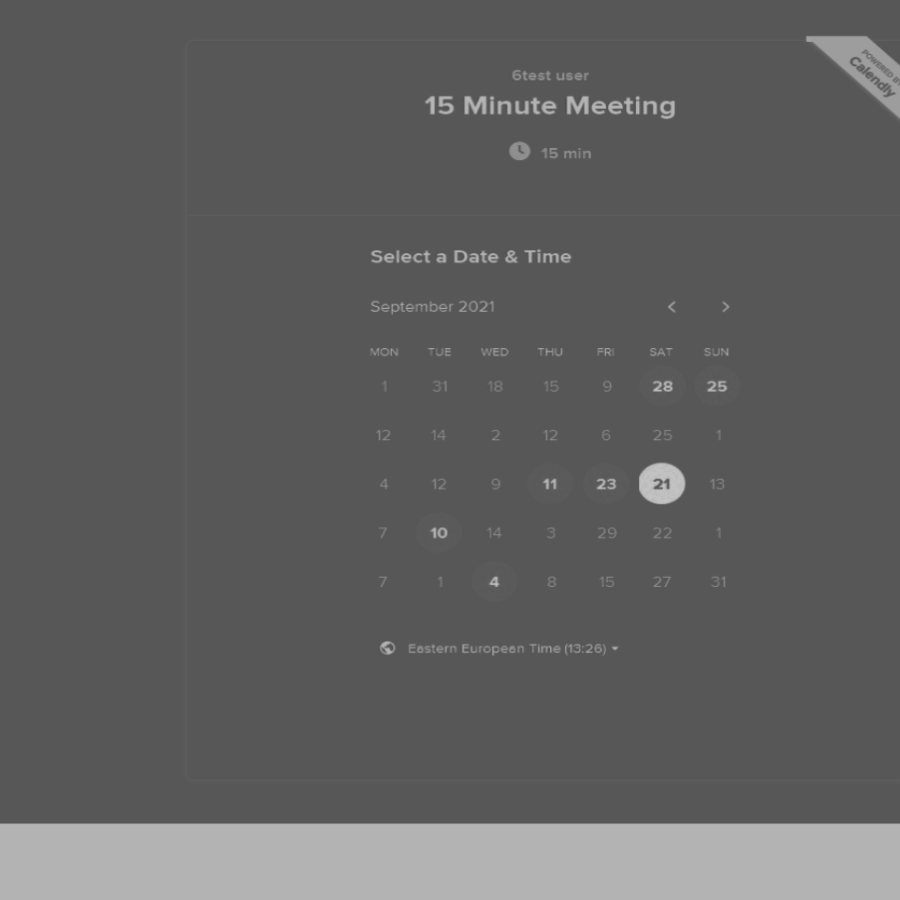 POWERED BY
Calendly
6test user
15 Minute Meeting
15 min
Select a Date & Time
September 2021
MON TUE WED THU FRI SAT SUN
1 31 18 15 9 28 25
12 14 2 12 6 25 1
4 12 9 11 23 21 13
7 10 14 3 29 22 1
7 1 4 8 15 27 31
Eastern European Time (13:26)